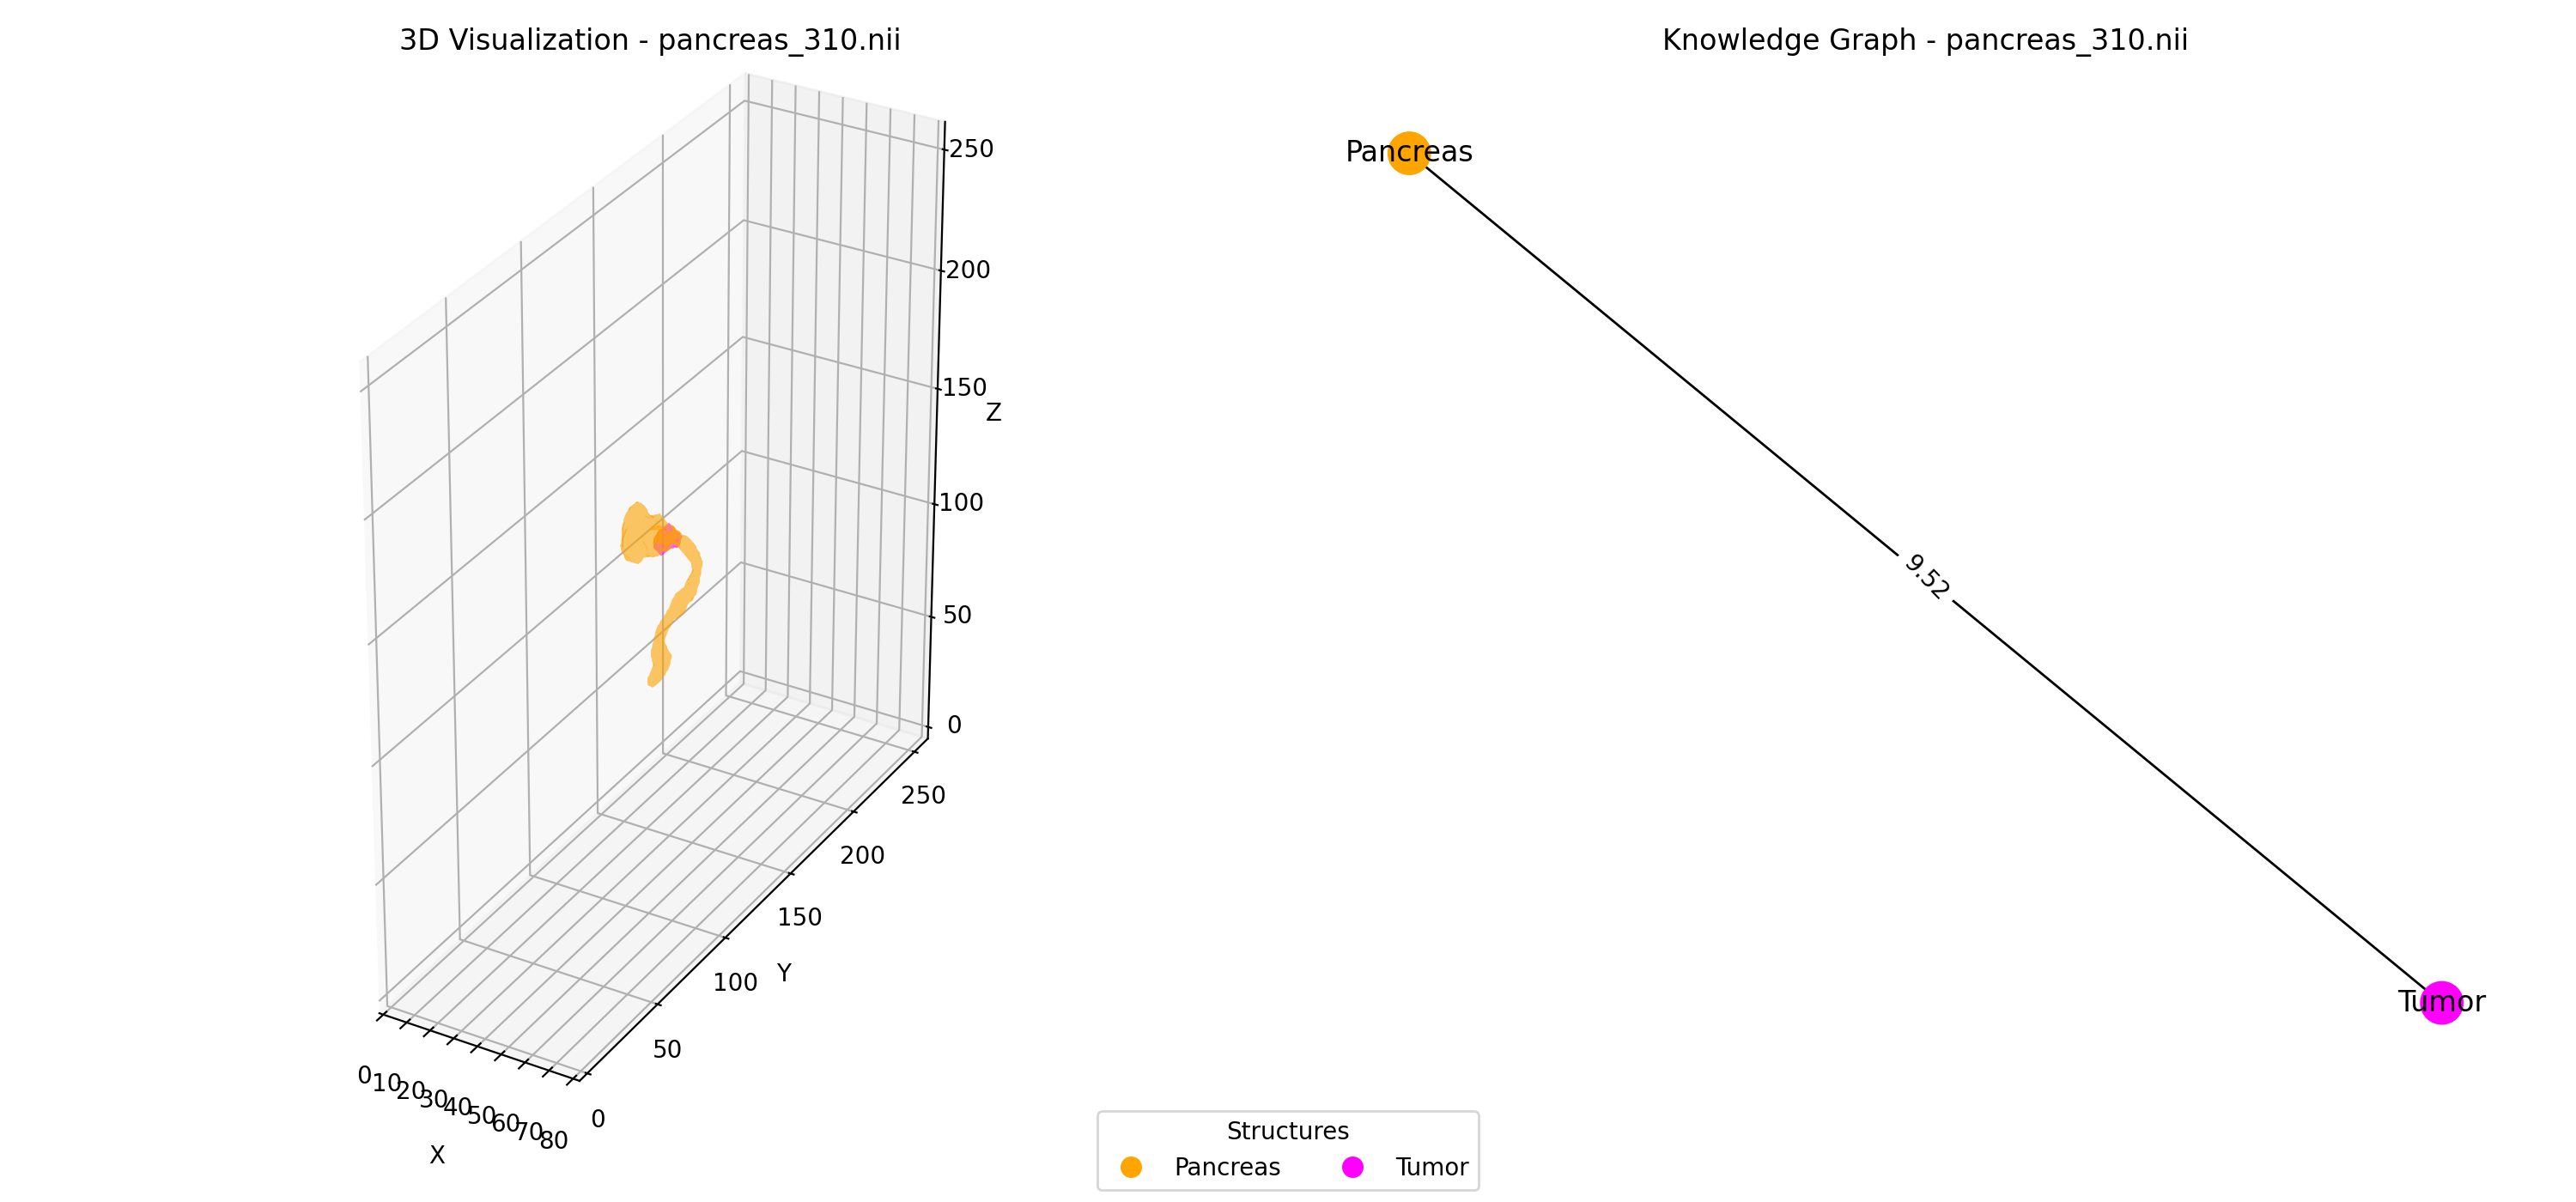 3D Visualization - pancreas_310.nii
250
200
150
Z
100
50
0
250
200
150
100
Y
50
0
0
10
20
30
40
50
60
70
80
X
Knowledge Graph - pancreas_310.nii
Pancreas
9.52
Tumor
Structures
Pancreas
Tumor